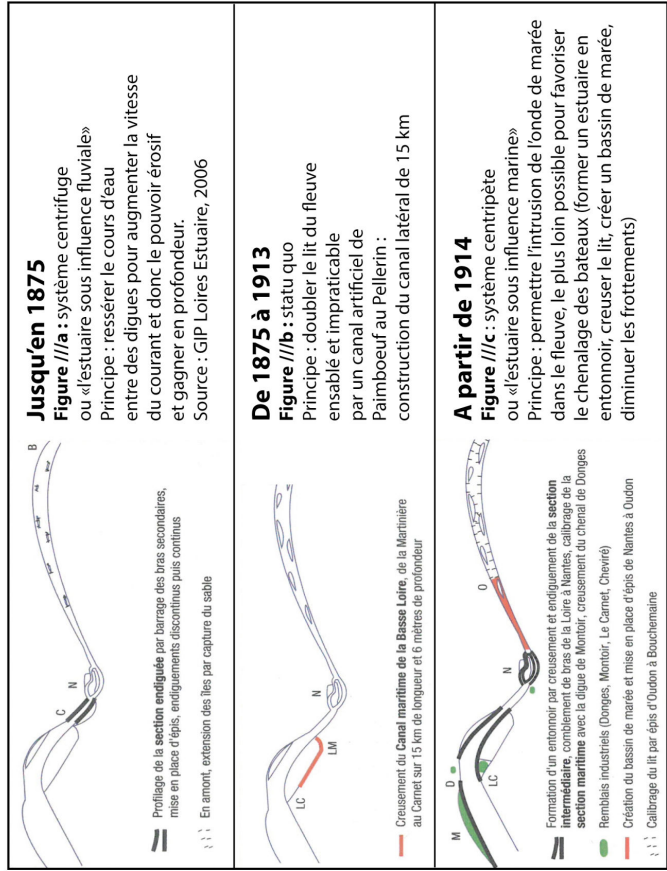 Jusqu'en 1875
Figure ///a : système centrifuge
ou «l'estuaire sous influence fluviale»
Principe : ressérer le cours d'eau
entre des digues pour augmenter la vitesse
du courant et donc le pouvoir érosif
et gagner en profondeur.
Source : GIP Loires Estuaire, 2006
B
N
C
Profilage de la section endiguée par barrage des bras secondaires,
mise en place d'épis, endiguements discontinus puis continus
En amont, extension des îles par capture du sable
De 1875 à 1913
Figure ///b : statu quo
Principe : doubler le lit du fleuve
ensablé et impraticable
par un canal artificiel de
Paimboeuf au Pellerin :
construction du canal latéral de 15 km
N
LM
LC
Creusement du Canal maritime de la Basse Loire, de la Martinière
au Carnet sur 15 km de longueur et 6 mètres de profondeur
A partir de 1914
Figure ///c : système centripète
ou «l'estuaire sous influence marine»
Principe : permettre l'intrusion de l'onde de marée
dans le fleuve, le plus loin possible pour favoriser
le chenalage des bateaux (former un estuaire en
entonnoir, creuser le lit, créer un bassin de marée,
diminuer les frottements)
O
N
D
LC
M
Formation d'un entonnoir par creusement et endiguement de la section
intermédiaire, comblement de bras de la Loire à Nantes, calibrage de la
section maritime avec la digue de Montoir, creusement du chenal de Donges
Remblais industriels (Donges, Montoir, Le Carnet, Cheviré)
Création du bassin de marée et mise en place d'épis de Nantes à Oudon
Calibrage du lit par épis d'Oudon à Bouchemaine